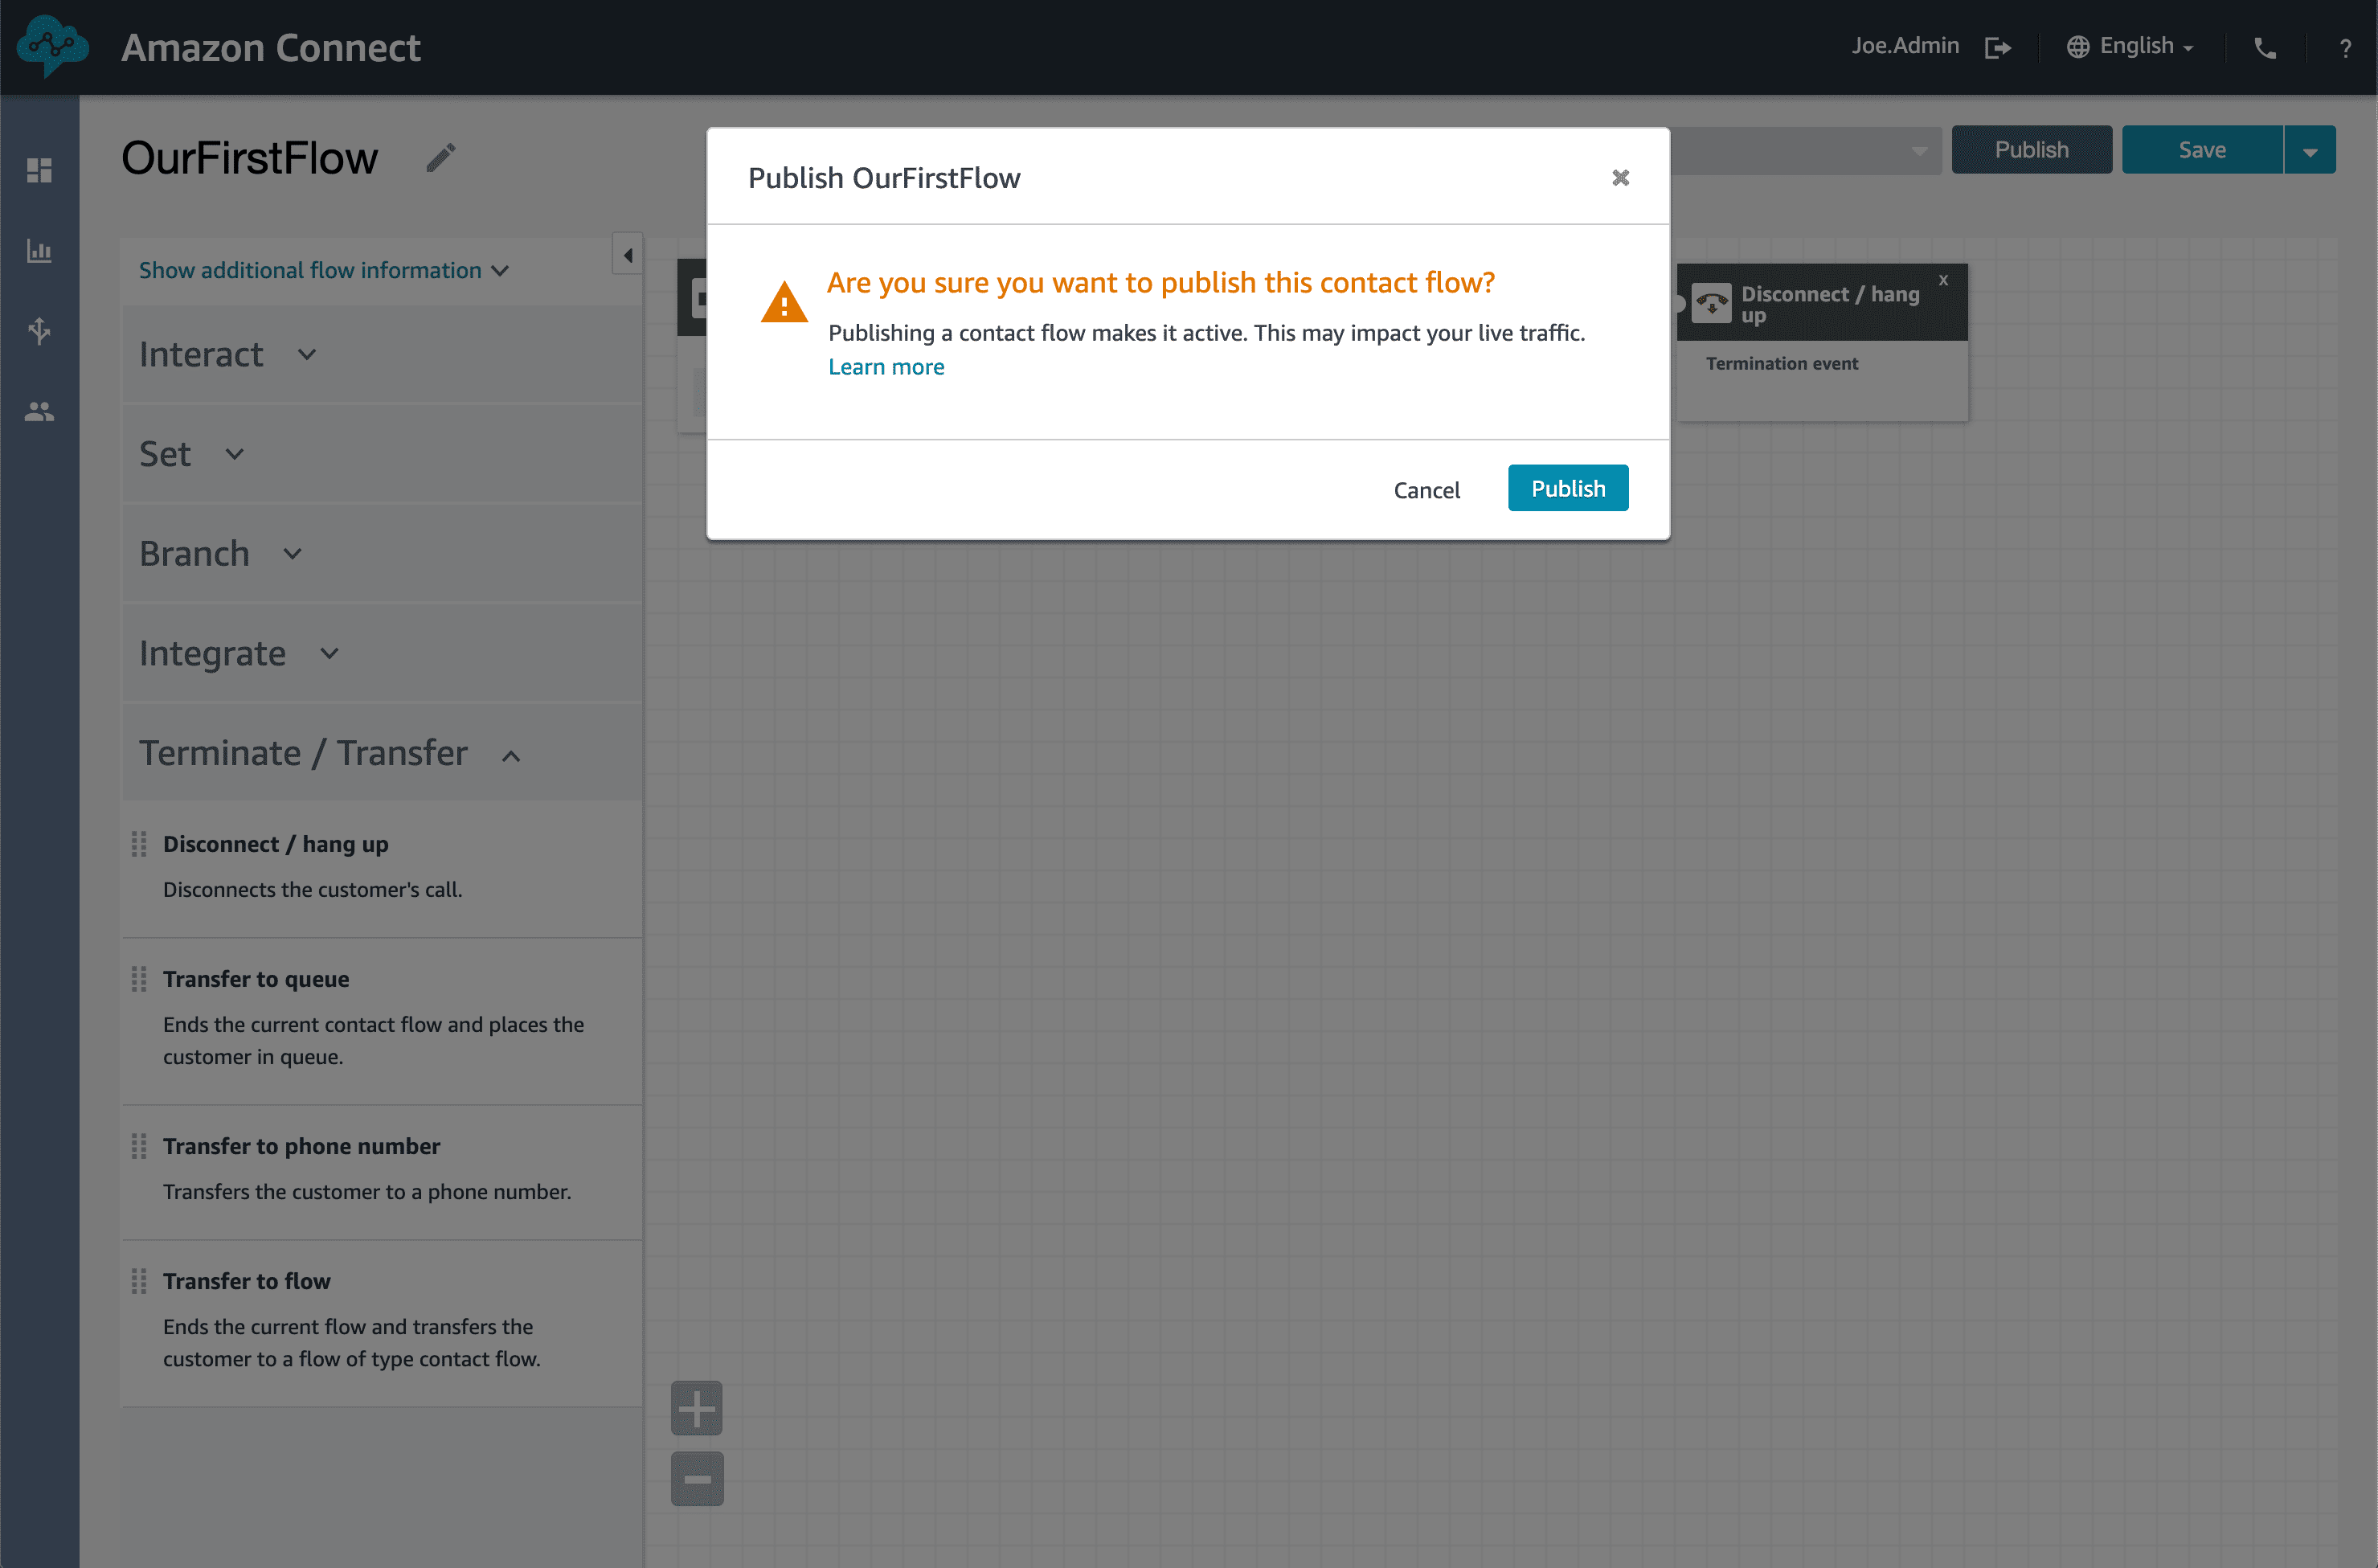 Amazon Connect
Joe.Admin
English
?
OurFirstFlow
Publish
Save
Publish OurFirstFlow
Are you sure you want to publish this contact flow?
Publishing a contact flow makes it active. This may impact your live traffic.
Learn more
Cancel
Publish
Show additional flow information
Interact
Set
Branch
Integrate
Terminate / Transfer
Disconnect / hang up
Disconnects the customer's call.
Transfer to queue
Ends the current contact flow and places the
customer in queue.
Transfer to phone number
Transfers the customer to a phone number.
Transfer to flow
Ends the current flow and transfers the
customer to a flow of type contact flow.
Disconnect / hang
up
x
Termination event